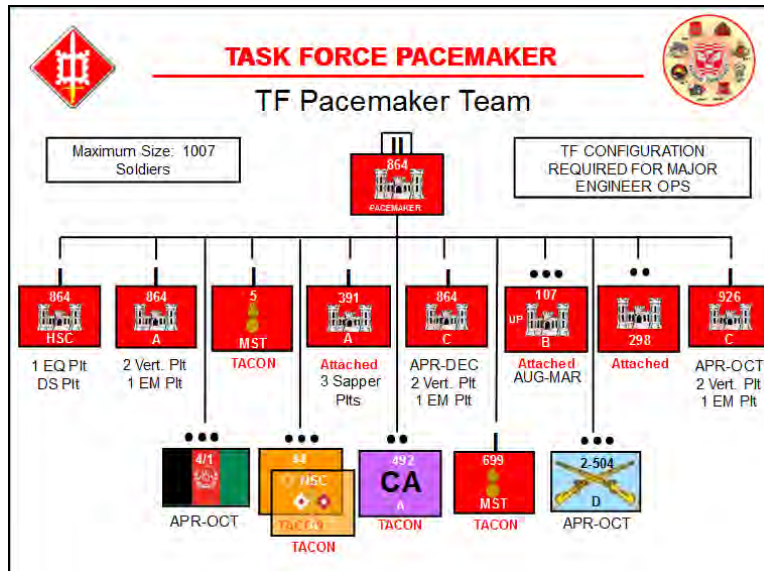 TASK FORCE PACEMAKER
TF Pacemaker Team
Maximum Size: 1007
Soldiers
TF CONFIGURATION
REQUIRED FOR MAJOR
ENGINEER OPS
864
PACEMAKER
864
HSC
1 EQ Plt
DS Plt
864
A
2 Vert. Plt
1 EM Plt
5
MST
TACON
391
A
Attached
3 Sapper
Plts
864
C
APR-DEC
2 Vert. Plt
1 EM Plt
107
UP
B
Attached
AUG-MAR
298
Attached
926
C
APR-OCT
2 Vert. Plt
1 EM Plt
4/1
APR-OCT
HSC
TACON
TACON
492
CA
A
TACON
699
MST
TACON
2-504
D
APR-OCT